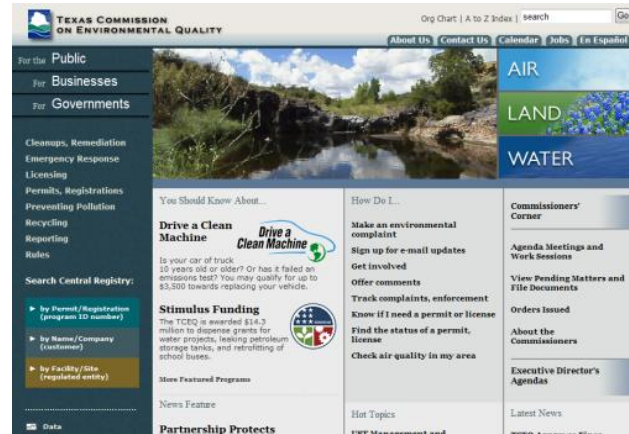 TEXAS COMMISSION
ON ENVIRONMENTAL QUALITY
Org Chart | A to Z Index | search Go
About Us Contact Us Calendar Jobs En Español
For the Public
For Businesses
For Governments
Cleanups, Remediation
Emergency Response
Licensing
Permits, Registrations
Preventing Pollution
Recycling
Reporting
Rules
Search Central Registry:
by Permit/Registration
(program ID number)
by Name/Company
(customer)
by Facility/Site
(regulated entity)
Data
AIR
LAND
WATER
You Should Know About...
Drive a Clean
Machine
Drive a
Clean Machine
Is your car of truck
10 years old or older? Or has it failed an
emissions test? You may qualify for up to
$3,500 towards replacing your vehicle.
Stimulus Funding
The TCEQ is awarded $14.3
million to dispense grants for
water projects, leaking petroleum
storage tanks, and retrofitting of
school buses.
More Featured Programs
News Feature
Partnership Protects
How Do I...
Make an environmental
complaint
Sign up for e-mail updates
Get involved
Offer comments
Track complaints, enforcement
Know if I need a permit or license
Find the status of a permit,
license
Check air quality in my area
Hot Topics
Commissioners'
Corner
Agenda Meetings and
Work Sessions
View Pending Matters and
File Documents
Orders Issued
About the
Commissioners
Executive Director's
Agendas
Latest News